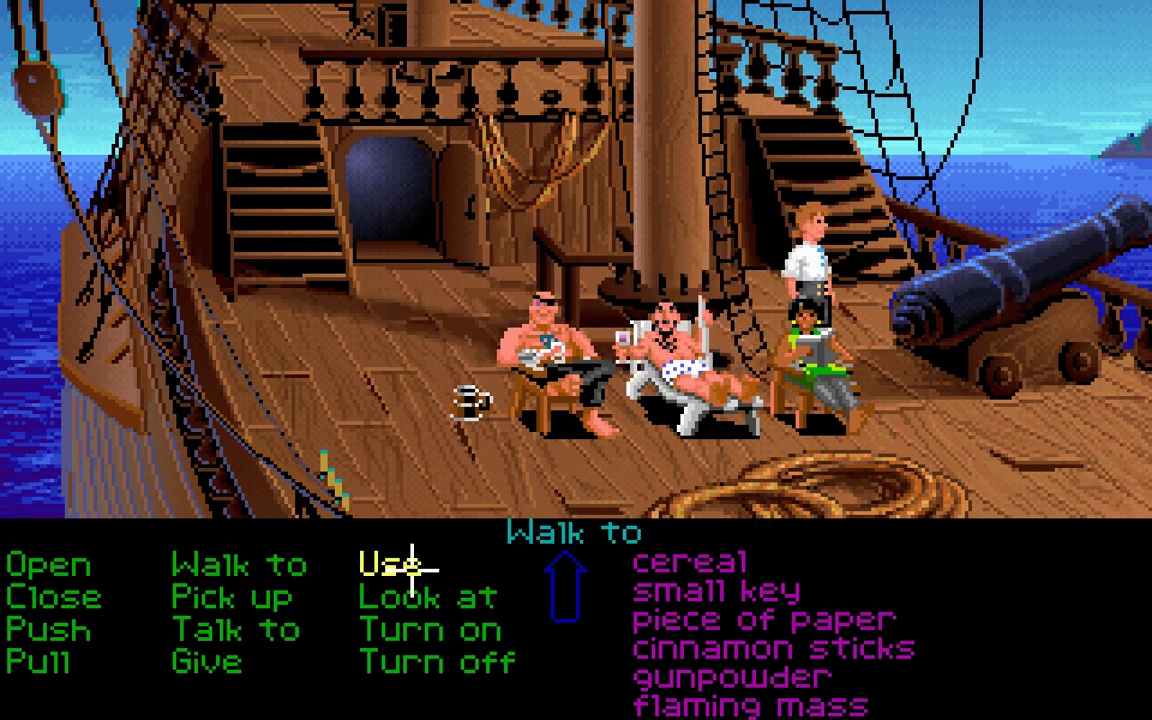 Walk to
Open Walk to Use cereal
Close Pick up Look at small key
Push Talk to Turn on piece of paper
Pull Give Turn off cinnamon sticks
gunpowder
flaming mass